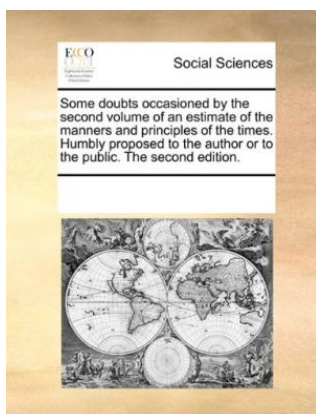 ECCO
Social Sciences
Some doubts occasioned by the
second volume of an estimate of the
manners and principles of the times.
Humbly proposed to the author or to
the public. The second edition.